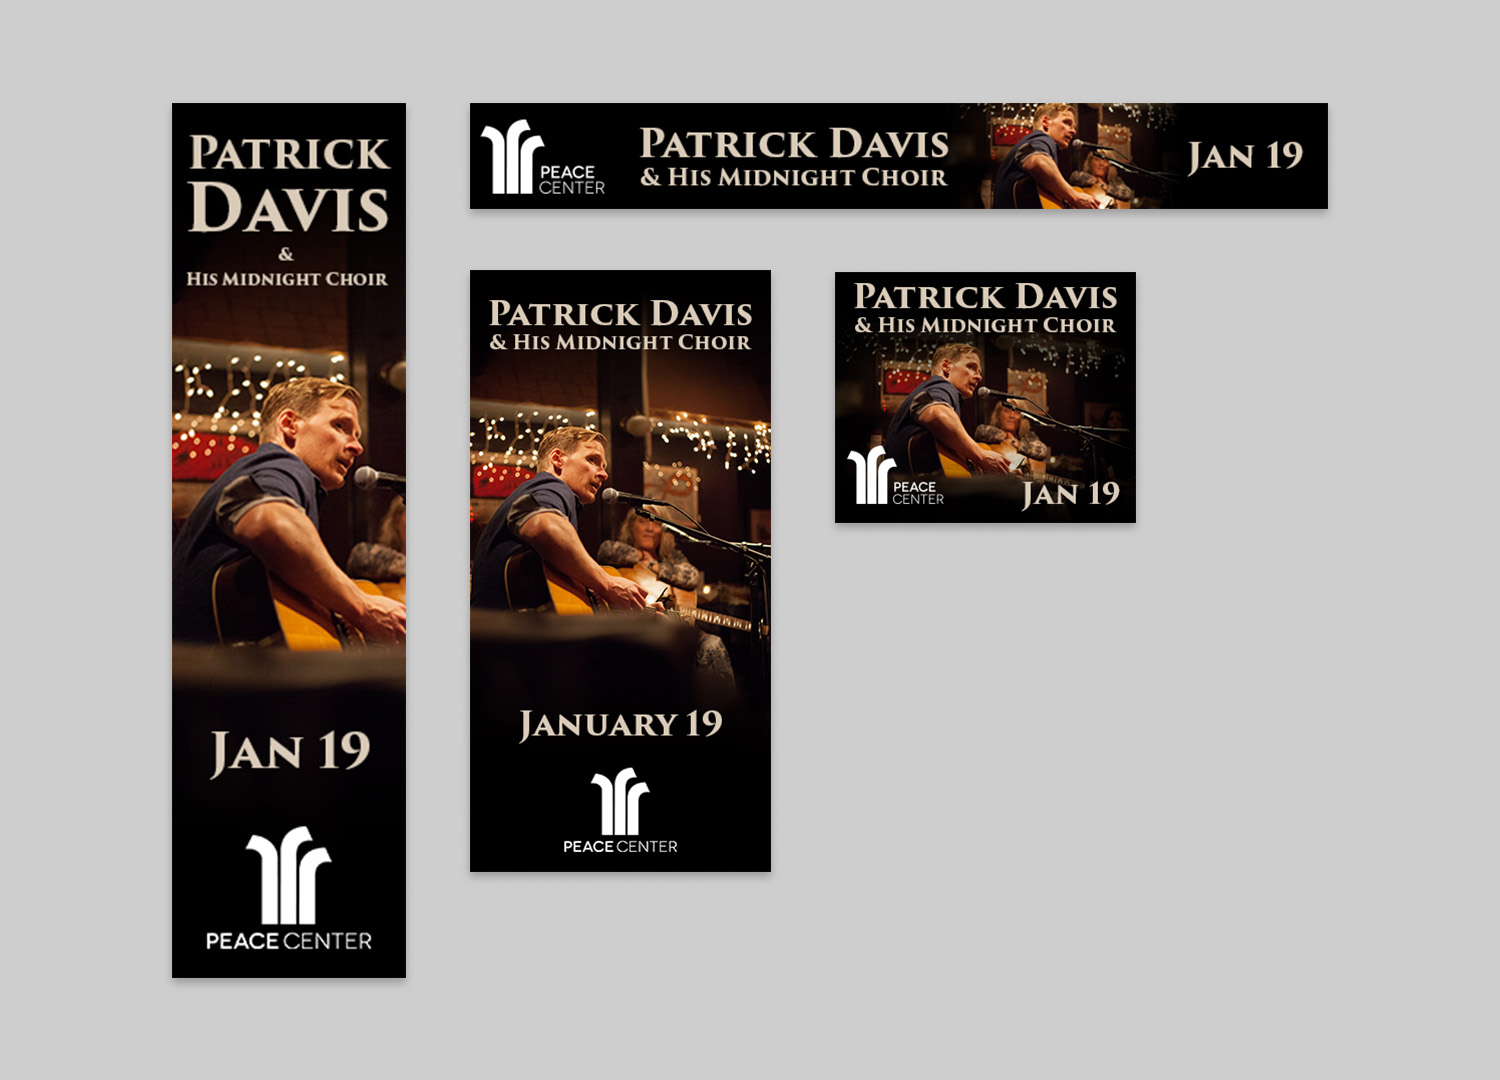 PATRICK
DAVIS
&
HIS MIDNIGHT CHOIR
JAN 19
PEACE CENTER
PEACE
CENTER
PATRICK DAVIS
& HIS MIDNIGHT CHOIR
JAN 19
PATRICK DAVIS
& HIS MIDNIGHT CHOIR
JANUARY 19
PEACE CENTER
PATRICK DAVIS
& HIS MIDNIGHT CHOIR
PEACE
CENTER
JAN 19